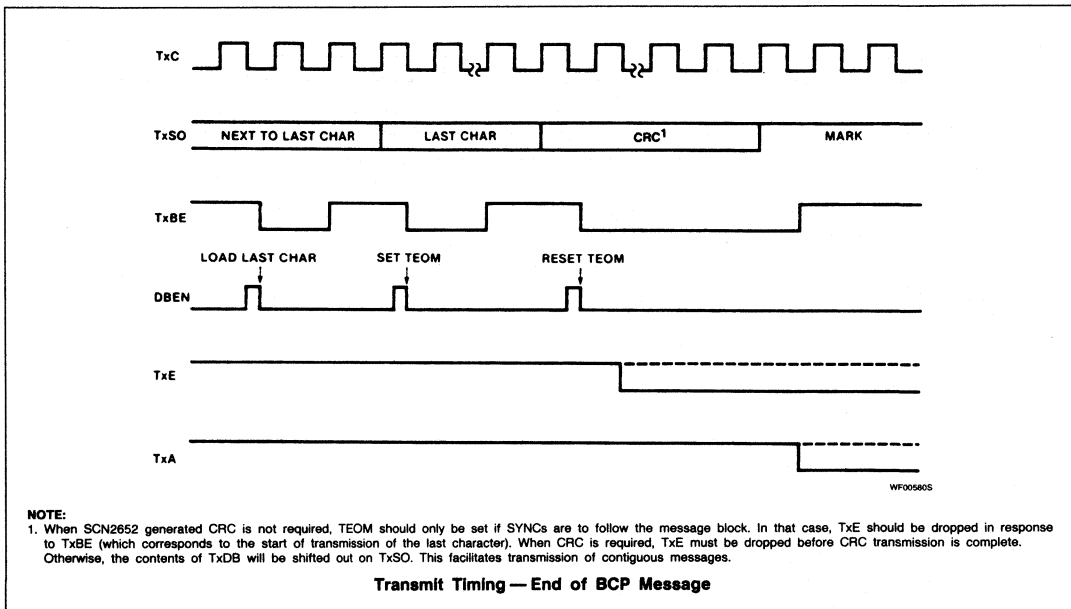 TxC
TxSO NEXT TO LAST CHAR LAST CHAR CRC1 MARK
TxBE
LOAD LAST CHAR SET TEOM RESET TEOM
DBEN
TxE
TxA
WF00580S
NOTE:
1. When SCN2652 generated CRC is not required, TEOM should only be set if SYNCs are to follow the message block. In that case, TxE should be dropped in response
to TxBE (which corresponds to the start of transmission of the last character). When CRC is required, TxE must be dropped before CRC transmission is complete.
Otherwise, the contents of TxDB will be shifted out on TxSO. This facilitates transmission of contiguous messages.
Transmit Timing — End of BCP Message